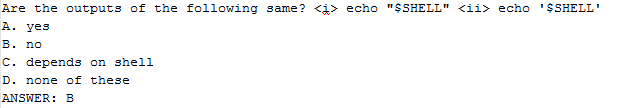 Are the outputs of the following same? <i> echo "$SHELL" <ii> echo '$SHELL'
A. yes
B. no
C. depends on shell
D. none of these
ANSWER: B